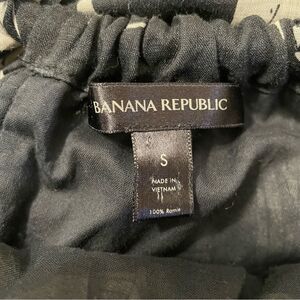 BANANA REPUBLIC
S
MADE IN
VIETNAM
100% Ramie